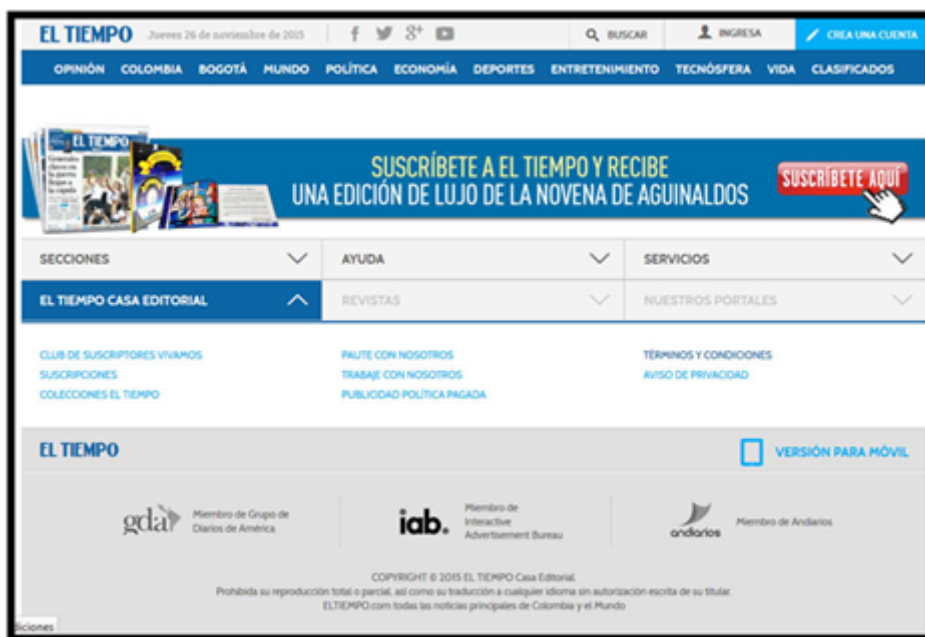 EL TIEMPO Jueves 26 de noviembre de 2015 BUSCAR INGRESA CREA UNA CUENTA
OPINIÓN COLOMBIA BOGOTÁ MUNDO POLÍTICA ECONOMÍA DEPORTES ENTRETENIMIENTO TECNÓSFERA VIDA CLASIFICADOS
EL TIEMPO
SUSCRÍBETE A EL TIEMPO Y RECIBE
UNA EDICIÓN DE LUJO DE LA NOVENA DE AGUINALDOS
SUSCRÍBETE AQUÍ
SECCIONES AYUDA SERVICIOS
EL TIEMPO CASA EDITORIAL REVISTAS NUESTROS PORTALES
CLUB DE SUSCRIPTORES VIVAMOS PAUTE CON NOSOTROS TÉRMINOS Y CONDICIONES
SUSCRIPCIONES TRABAJE CON NOSOTROS AVISO DE PRIVACIDAD
COLECCIONES EL TIEMPO PUBLICIDAD POLÍTICA PAGADA
EL TIEMPO VERSIÓN PARA MÓVIL
gda Miembro de Grupo de
Diarios de América
iab. Miembro de
Interactive
Advertisement Bureau
andiarios Miembro de Andiarios
COPYRIGHT © 2015 EL TIEMPO Casa Editorial.
Prohibida su reproducción total o parcial, así como su traducción a cualquier idioma sin autorización escrita de su titular.
ELTIEMPO.com todas las noticias principales de Colombia y el Mundo
diciones